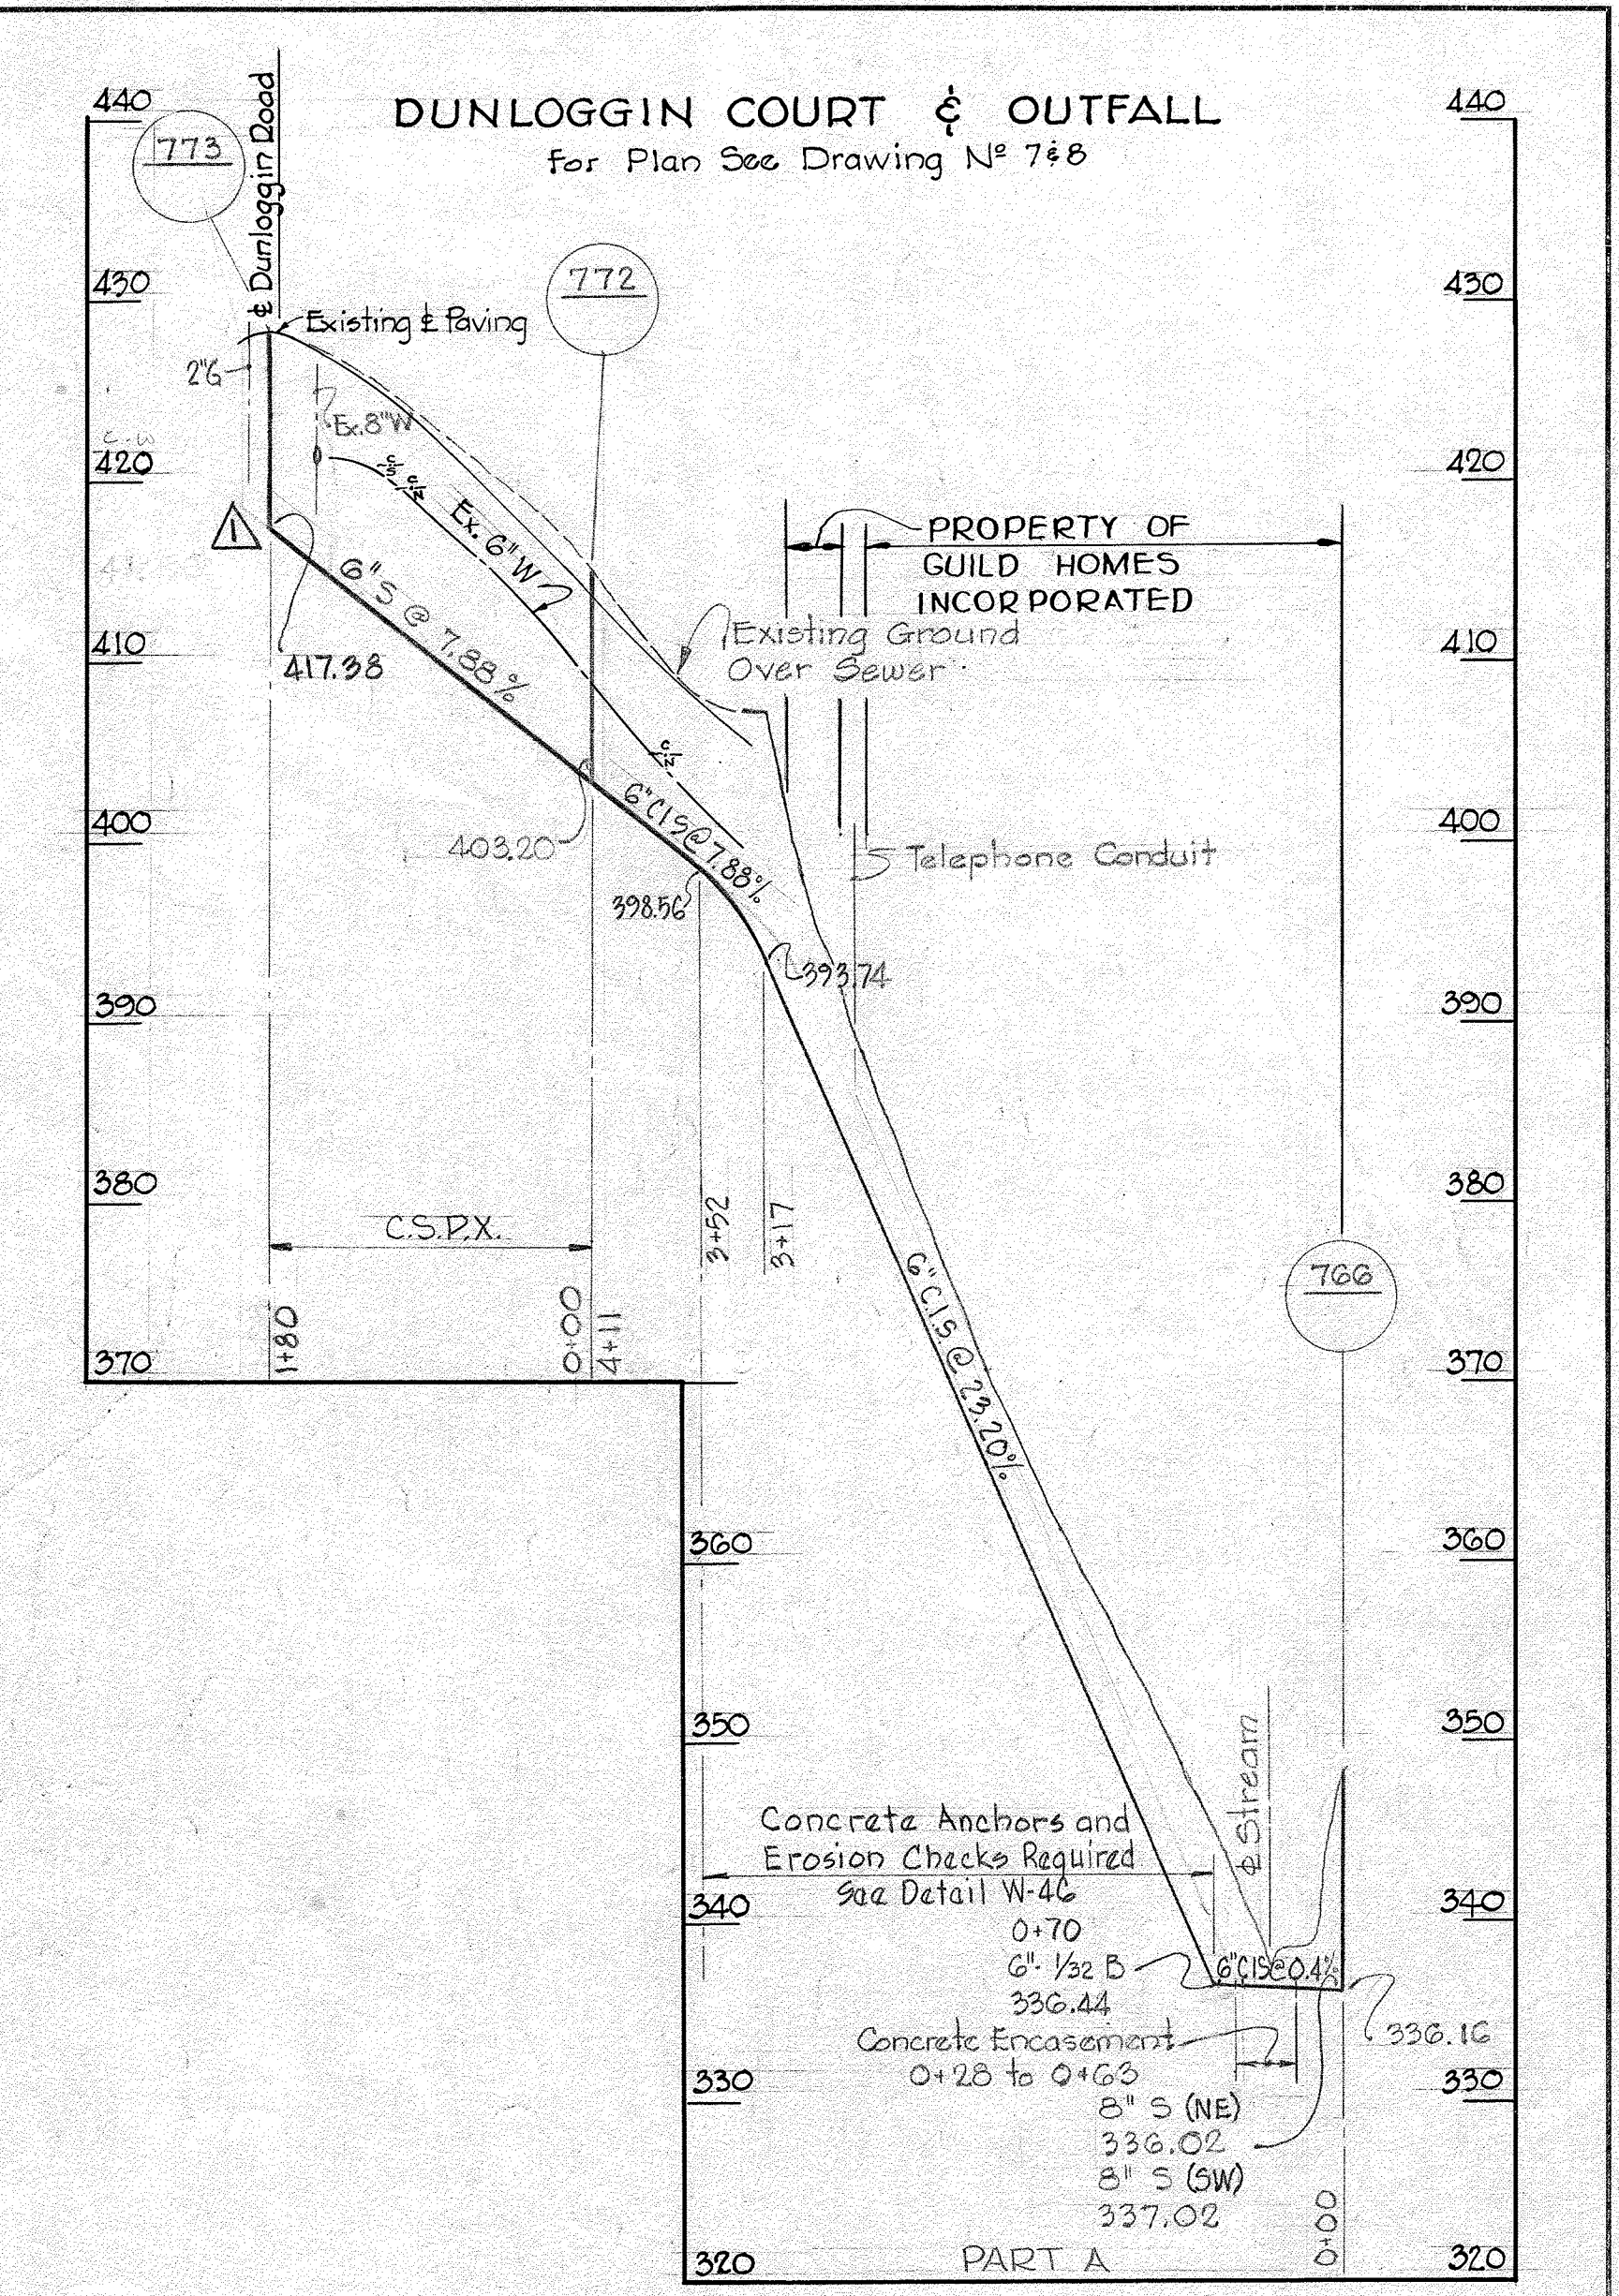 DUNLOGGIN COURT & OUTFALL
for Plan See Drawing Nº 7&8
440
440
773
℄ Dunloggin Road
430
430
772
Existing ℄ Paving
2"G
Ex. 8"W
420
420
Ex. 6" W
C/S
C/N
1
6" S @ 7.88 %
417.38
PROPERTY OF
GUILD HOMES
INCORPORATED
Existing Ground
Over Sewer
410
410
C/N
6" C I S @ 7.88%
403.20
400
400
Telephone Conduit
398.56
393.74
390
390
380
380
C.S.P.X.
3+52
3+17
6" C.I.S. @ 23.20%
766
1+80
0+00
4+11
370
370
360
360
350
350
℄ Stream
Concrete Anchors and
Erosion Checks Required
See Detail W-46
340
340
0+70
6"- 1/32 B
336.44
6" CIS @ 0.4%
336.16
Concrete Encasement
0+28 to 0+63
330
330
8" S (NE)
336.02
8" S (SW)
337.02
0+00
320
PART A
320